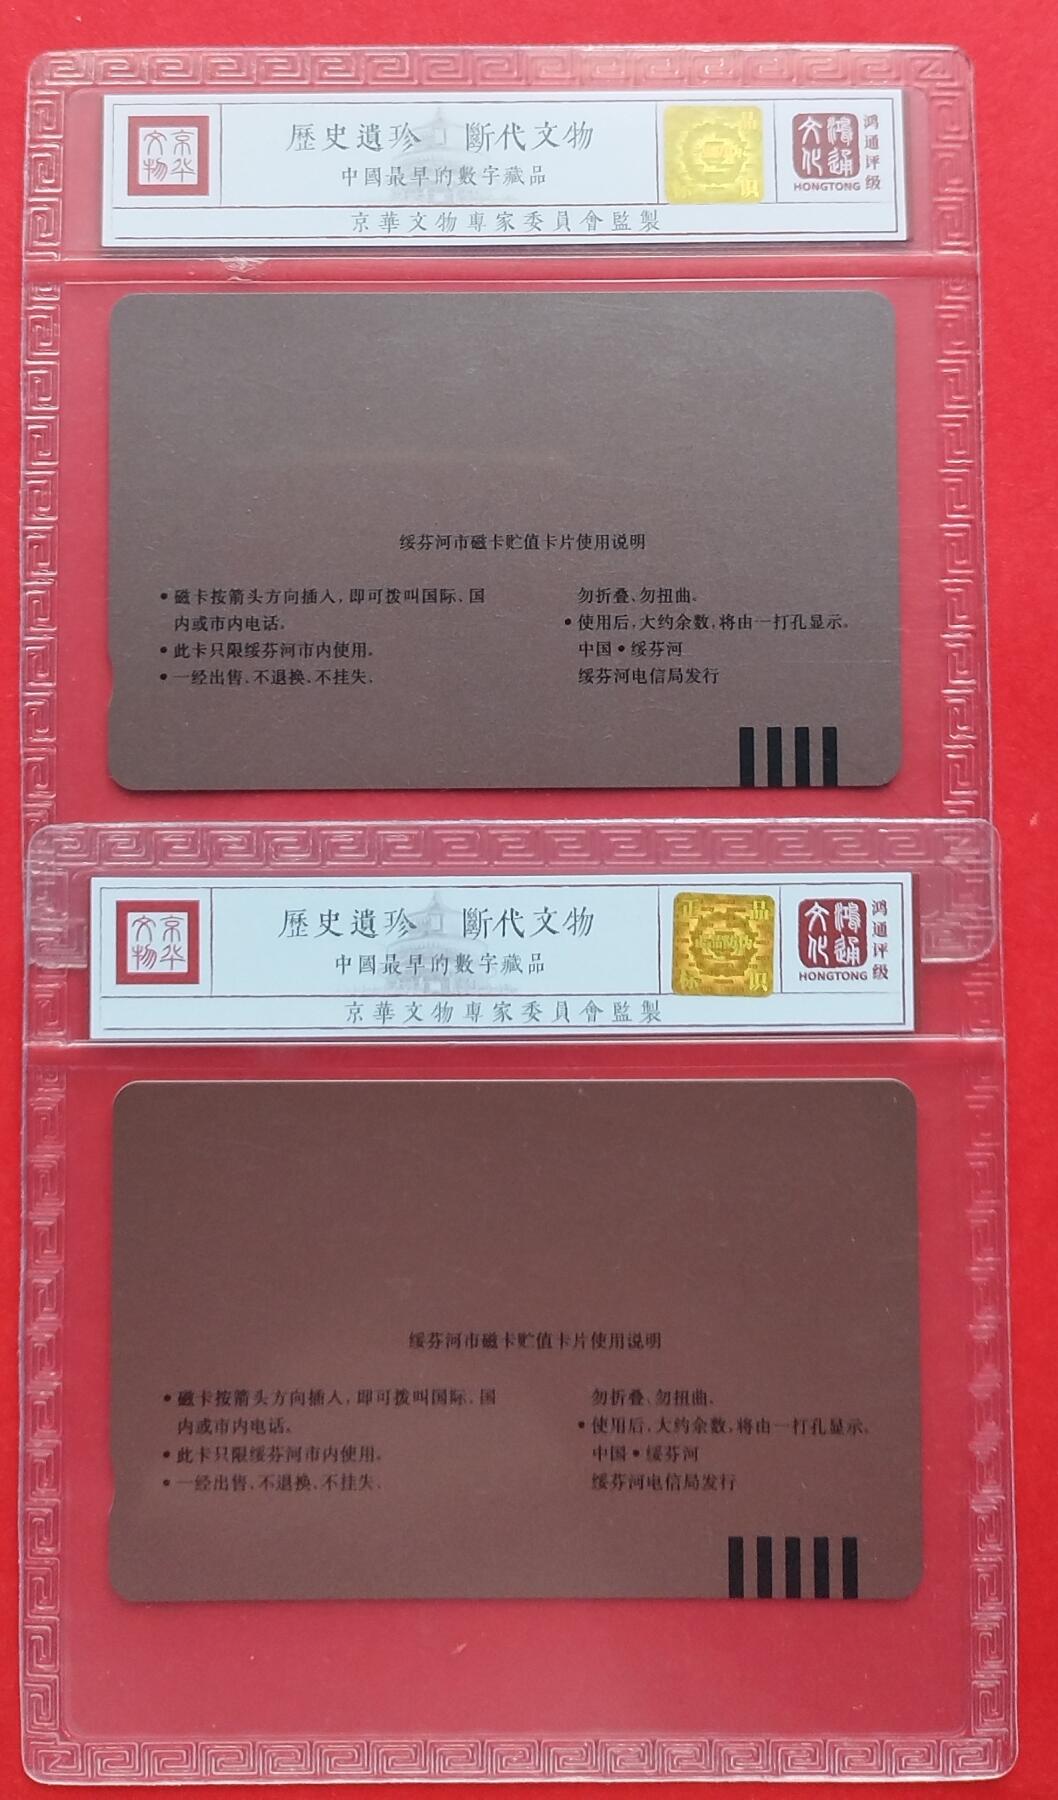 京华
文物
歷史遺珍 斷代文物
中國最早的數字藏品
京華文物專家委員會監製
品
识
鸿通
文化
HONGTONG
鸿通评级
绥芬河市磁卡贮值卡片使用说明
• 磁卡按箭头方向插入，即可拨叫国际、国
内或市内电话。
• 此卡只限绥芬河市内使用。
• 一经出售、不退换、不挂失、
勿折叠、勿扭曲。
• 使用后，大约余数，将由一打孔显示。
中国 • 绥芬河
绥芬河电信局发行
京华
文物
歷史遺珍 斷代文物
中國最早的數字藏品
京華文物專家委員會監製
正品
标识
鸿通
文化
HONGTONG
鸿通评级
绥芬河市磁卡贮值卡片使用说明
• 磁卡按箭头方向插入，即可拨叫国际、国
内或市内电话。
• 此卡只限绥芬河市内使用。
• 一经出售、不退换、不挂失、
勿折叠、勿扭曲、
• 使用后，大约余数，将由一打孔显示。
中国 • 绥芬河
绥芬河电信局发行